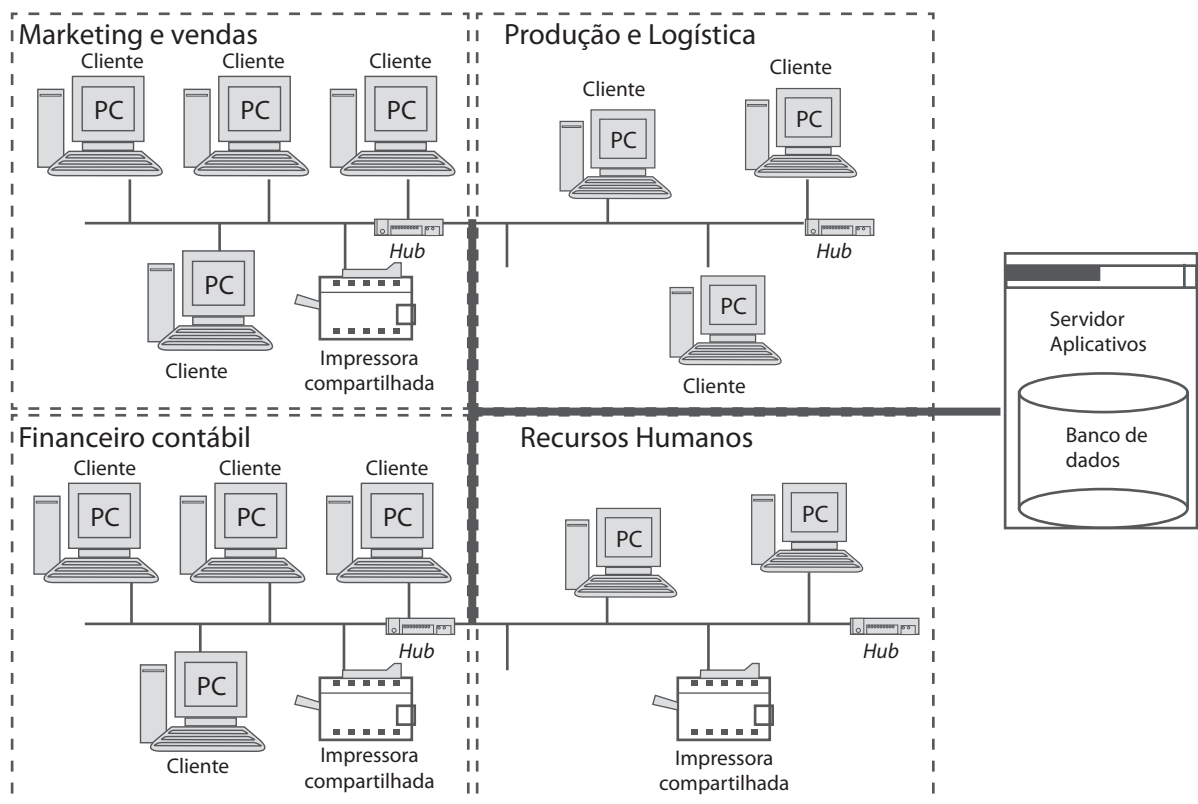 Marketing e vendas
Cliente
Cliente
Cliente
PC
PC
PC
Hub
PC
Cliente
Impressora
compartilhada
Produção e Logística
Cliente
Cliente
PC
PC
Hub
PC
Cliente
Servidor
Aplicativos
Banco de
dados
Financeiro contábil
Cliente
Cliente
Cliente
PC
PC
PC
Hub
PC
Cliente
Impressora
compartilhada
Recursos Humanos
PC
PC
Hub
Impressora
compartilhada